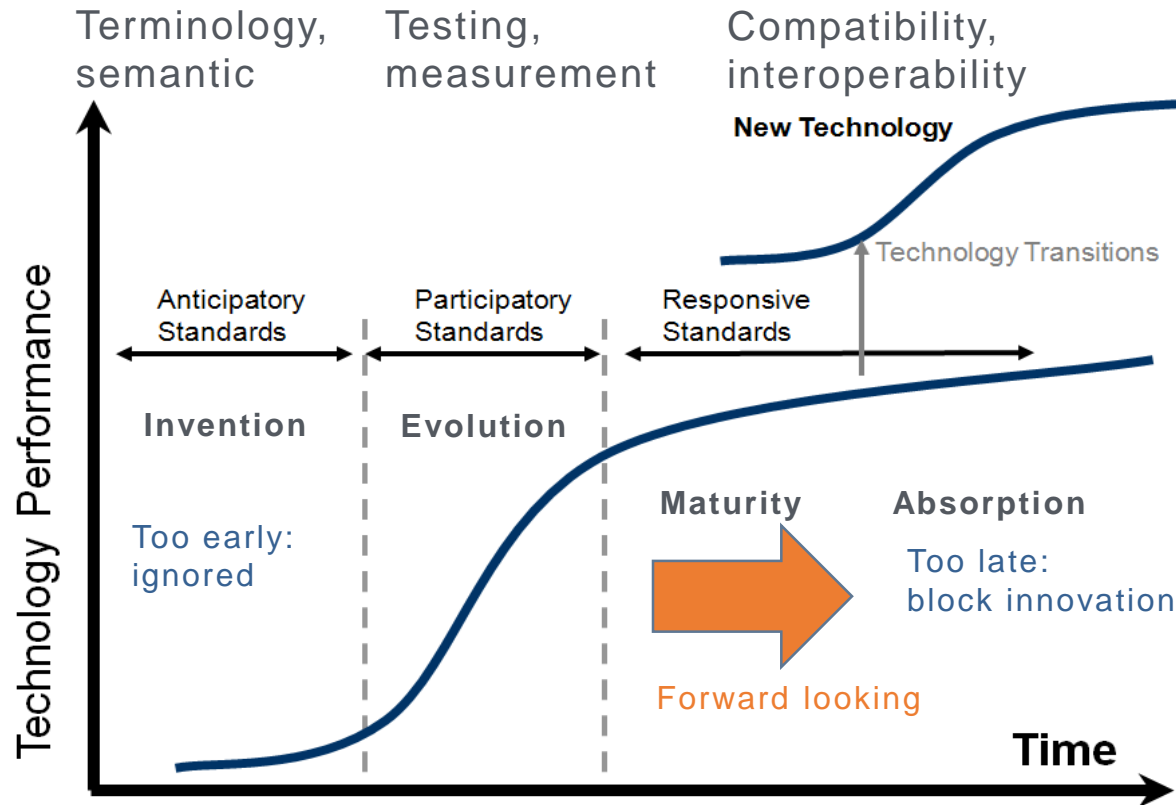 Terminology,
semantic
Testing,
measurement
Compatibility,
interoperability
New Technology
Technology Transitions
Anticipatory
Standards
Participatory
Standards
Responsive
Standards
Invention
Evolution
Maturity
Absorption
Too early:
ignored
Too late:
block innovation
Forward looking
Time
Technology Performance